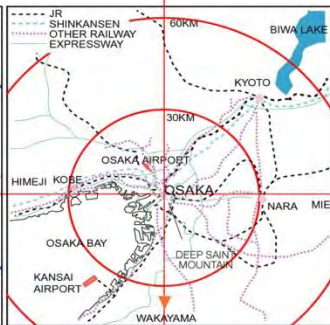 JR
SHINKANSEN
OTHER RAILWAY
EXPRESSWAY
60KM
BIWA LAKE
KYOTO
30KM
OSAKA AIRPORT
HIMEJI
KOBE
OSAKA
NARA
MIE
OSAKA BAY
DEEP SAINT
MOUNTAIN
KANSAI
AIRPORT
WAKAYAMA